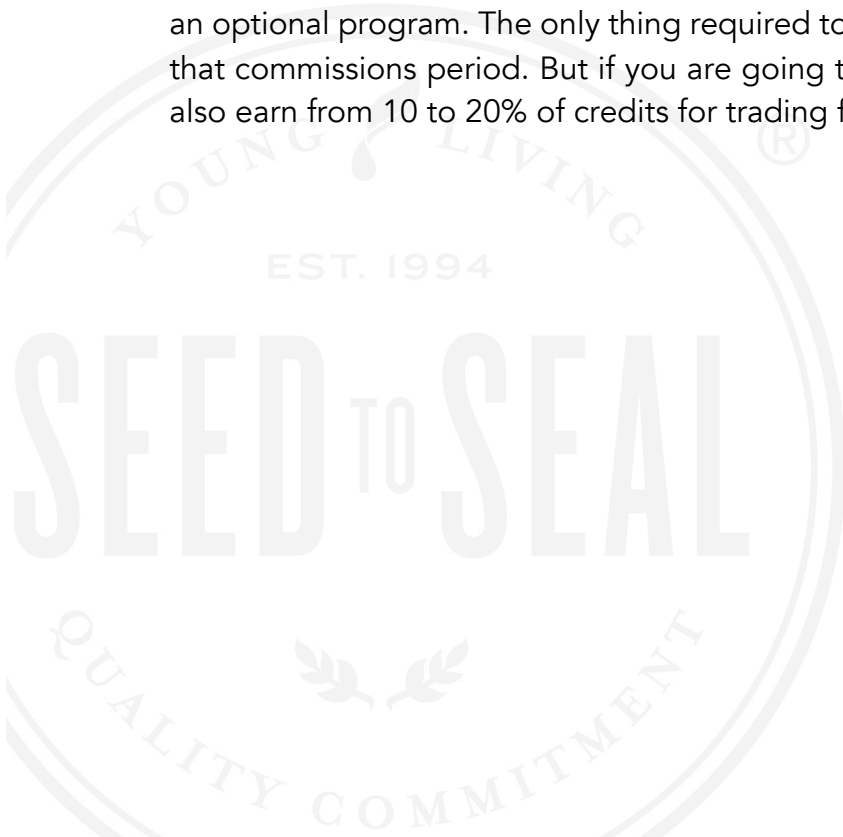 an optional program. The only thing required to
that commissions period. But if you are going t
also earn from 10 to 20% of credits for trading f
YOUNG LIVING
®
EST. 1994
SEED TO SEAL
QUALITY COMMITMENT